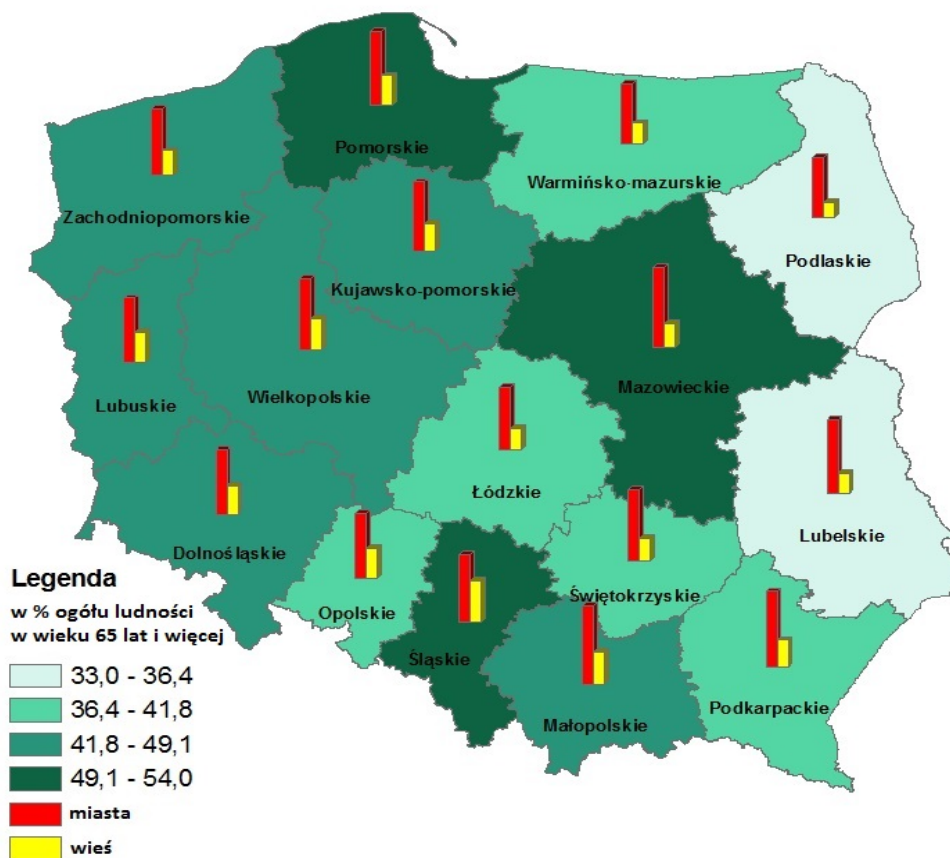 Pomorskie
Warmińsko-mazurskie
Zachodniopomorskie
Podlaskie
Kujawsko-pomorskie
Mazowieckie
Lubuskie
Wielkopolskie
Łódzkie
Lubelskie
Dolnośląskie
Opolskie
Świętokrzyskie
Śląskie
Podkarpackie
Małopolskie
Legenda
w % ogółu ludności
w wieku 65 lat i więcej
33,0 - 36,4
36,4 - 41,8
41,8 - 49,1
49,1 - 54,0
miasta
wieś